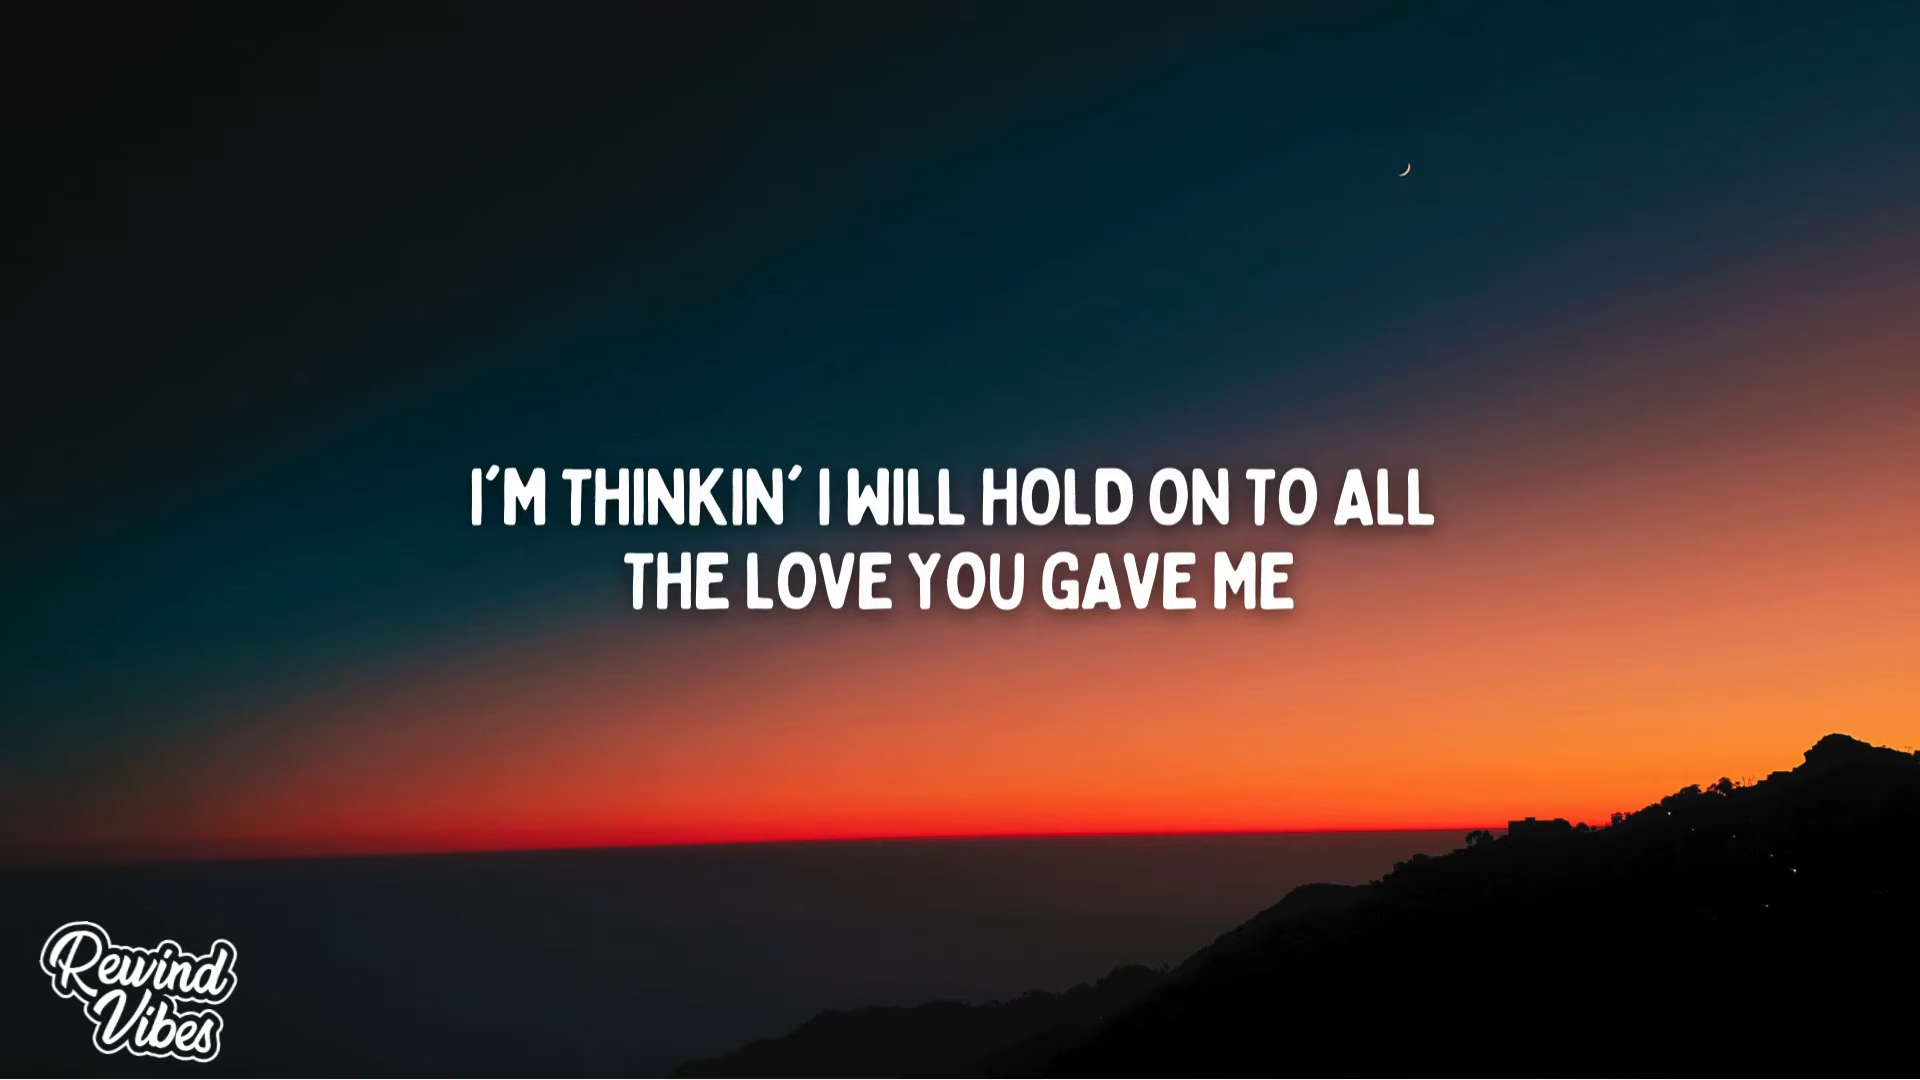 I'M THINKIN' I WILL HOLD ON TO ALL
THE LOVE YOU GAVE ME
Rewind
Vibes